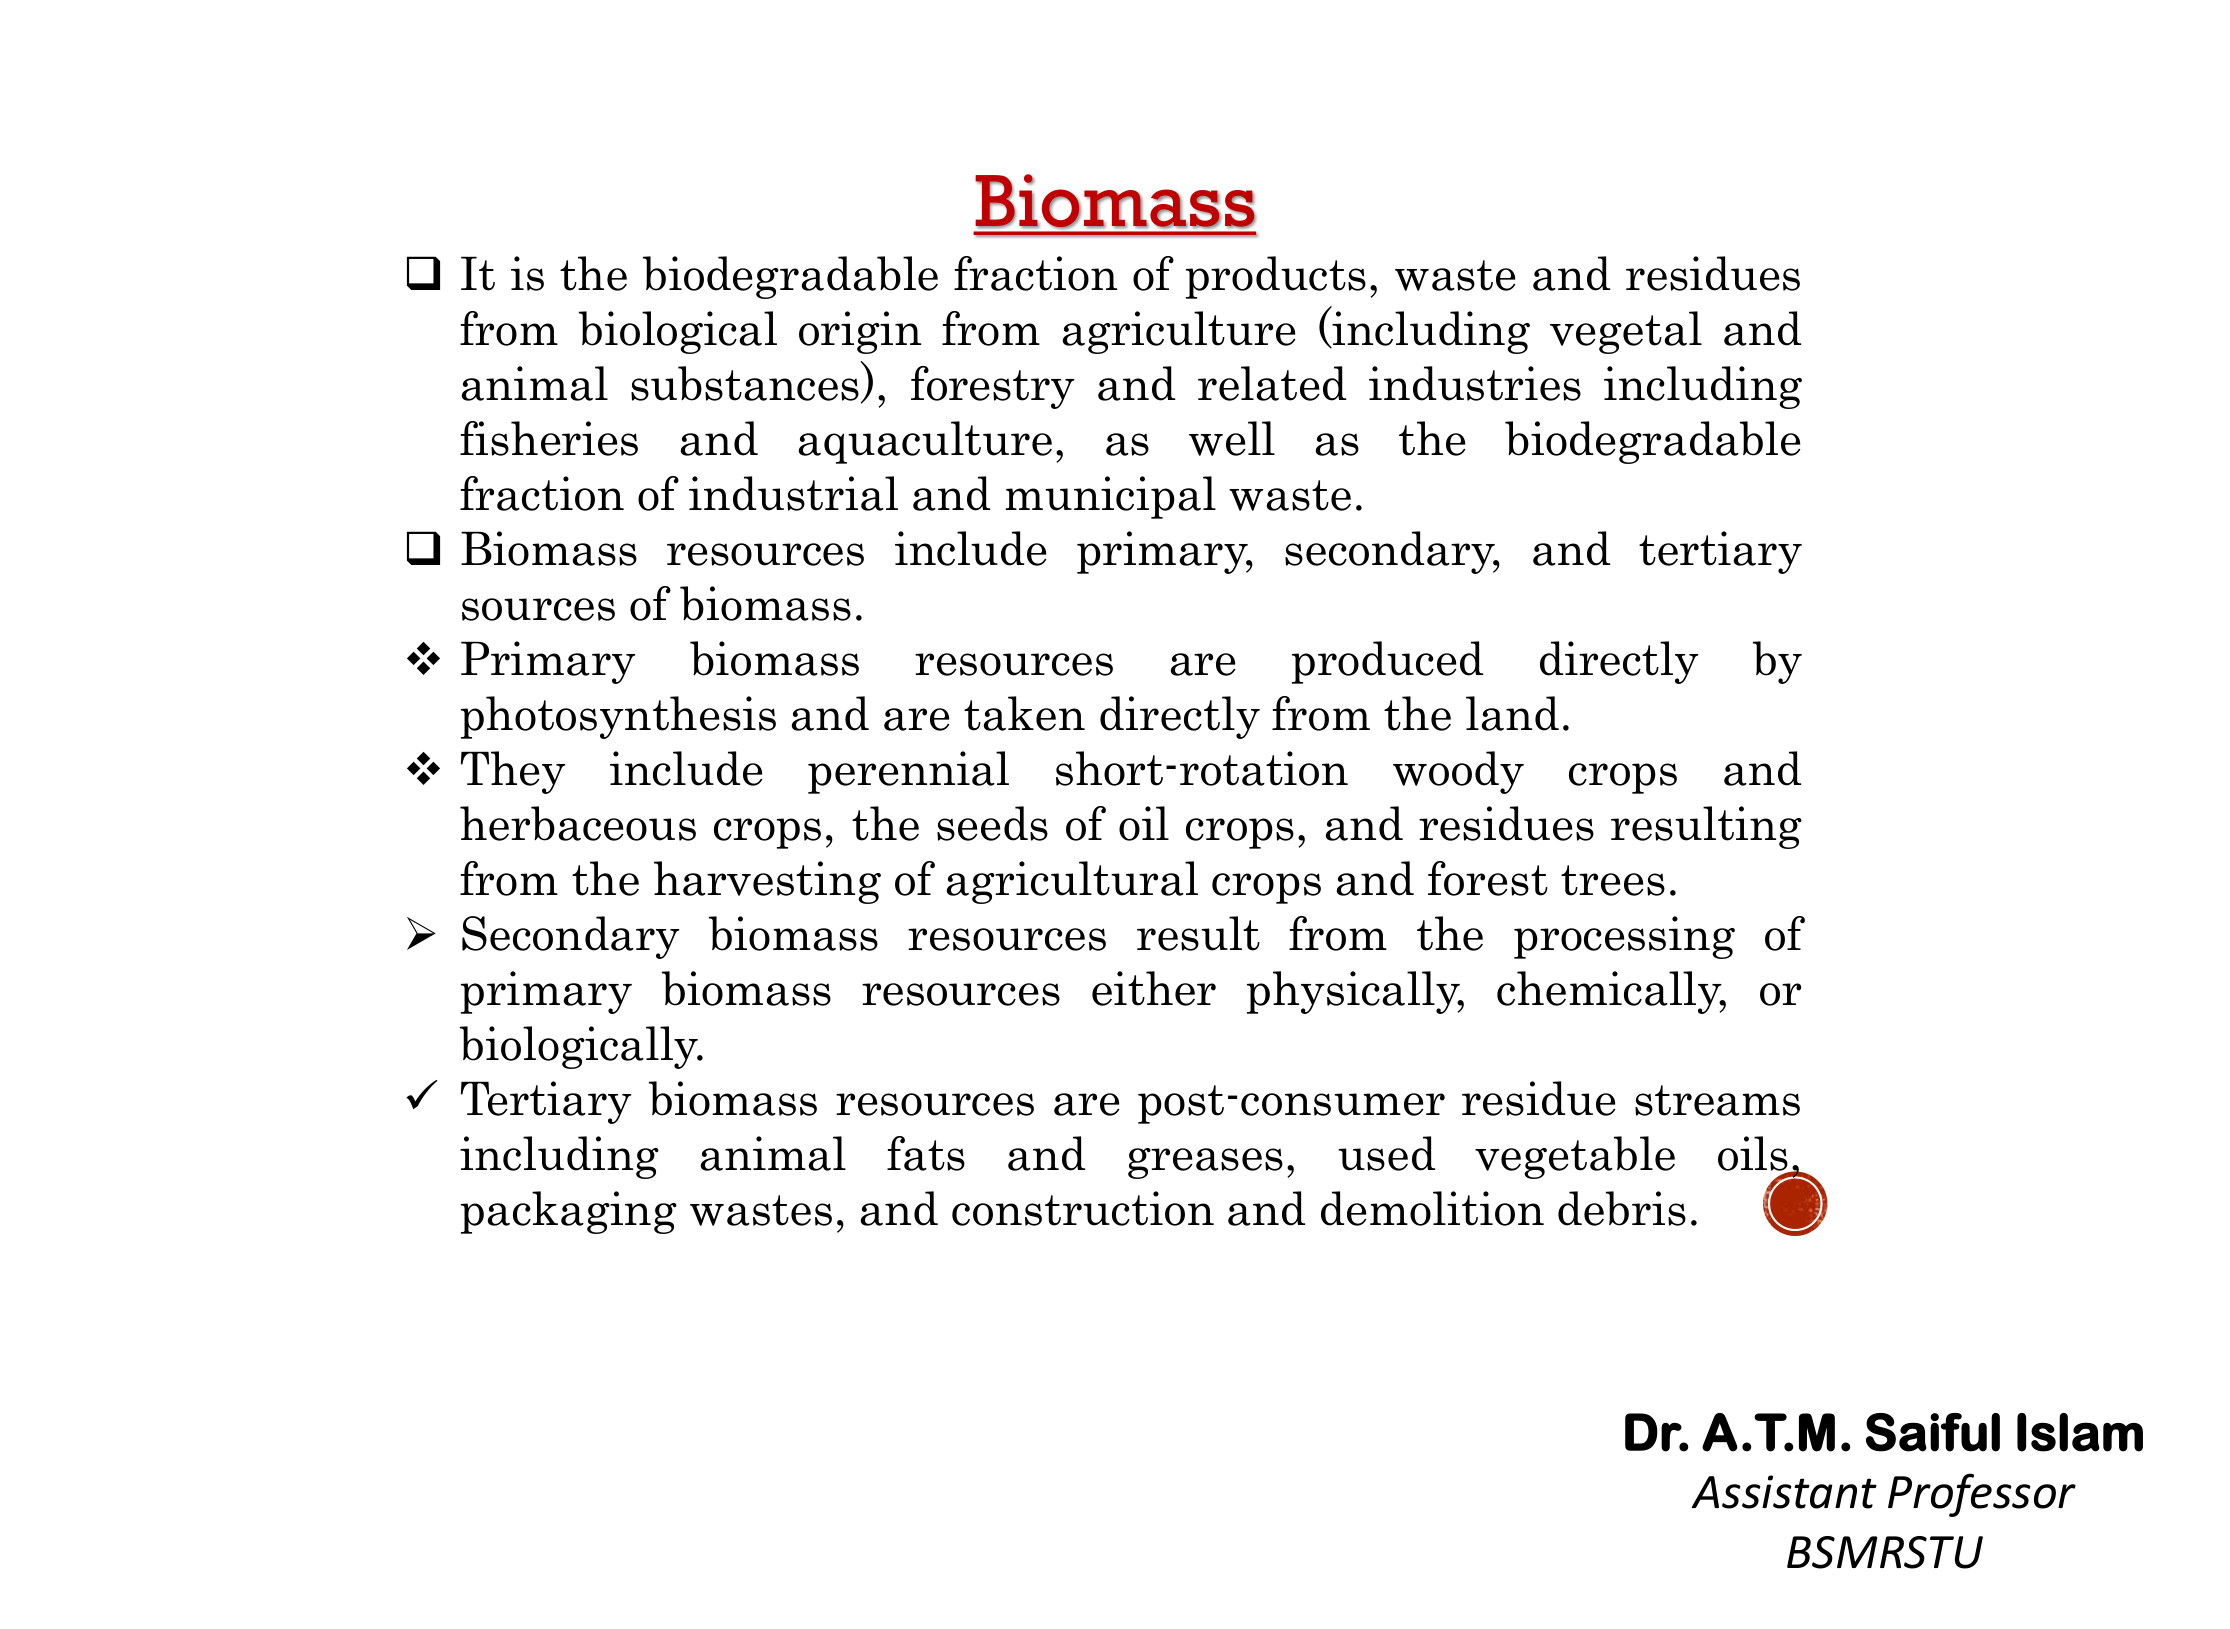 Biomass
❑ It is the biodegradable fraction of products, waste and residues
from biological origin from agriculture (including vegetal and
animal substances), forestry and related industries including
fisheries and aquaculture, as well as the biodegradable
fraction of industrial and municipal waste.
❑ Biomass resources include primary, secondary, and tertiary
sources of biomass.
❖ Primary biomass resources are produced directly by
photosynthesis and are taken directly from the land.
❖ They include perennial short-rotation woody crops and
herbaceous crops, the seeds of oil crops, and residues resulting
from the harvesting of agricultural crops and forest trees.
➢ Secondary biomass resources result from the processing of
primary biomass resources either physically, chemically, or
biologically.
✓ Tertiary biomass resources are post-consumer residue streams
including animal fats and greases, used vegetable oils,
packaging wastes, and construction and demolition debris.
Dr. A.T.M. Saiful Islam
Assistant Professor
BSMRSTU